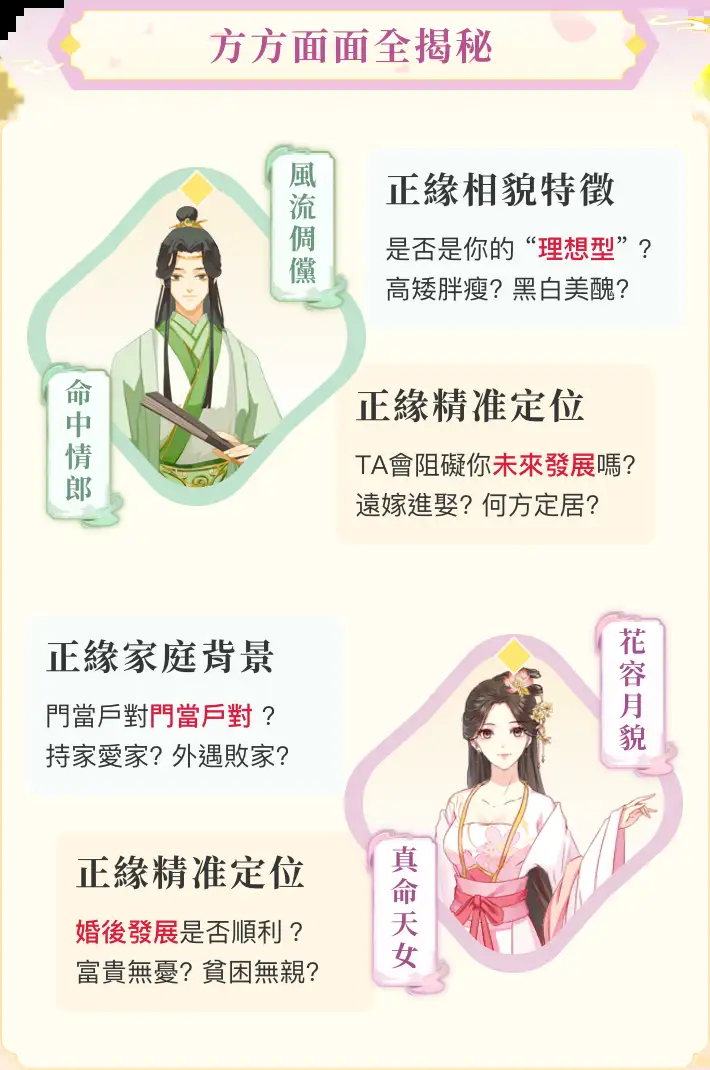 方方面面全揭秘
風流倜儻
命中情郎
正緣相貌特徵
是否是你的“理想型”?
高矮胖瘦? 黑白美醜?
正緣精准定位
TA會阻礙你未來發展嗎?
遠嫁進娶? 何方定居?
正緣家庭背景
門當戶對門當戶對 ?
持家愛家? 外遇敗家?
花容月貌
真命天女
正緣精准定位
婚後發展是否順利 ?
富貴無憂? 貧困無親?